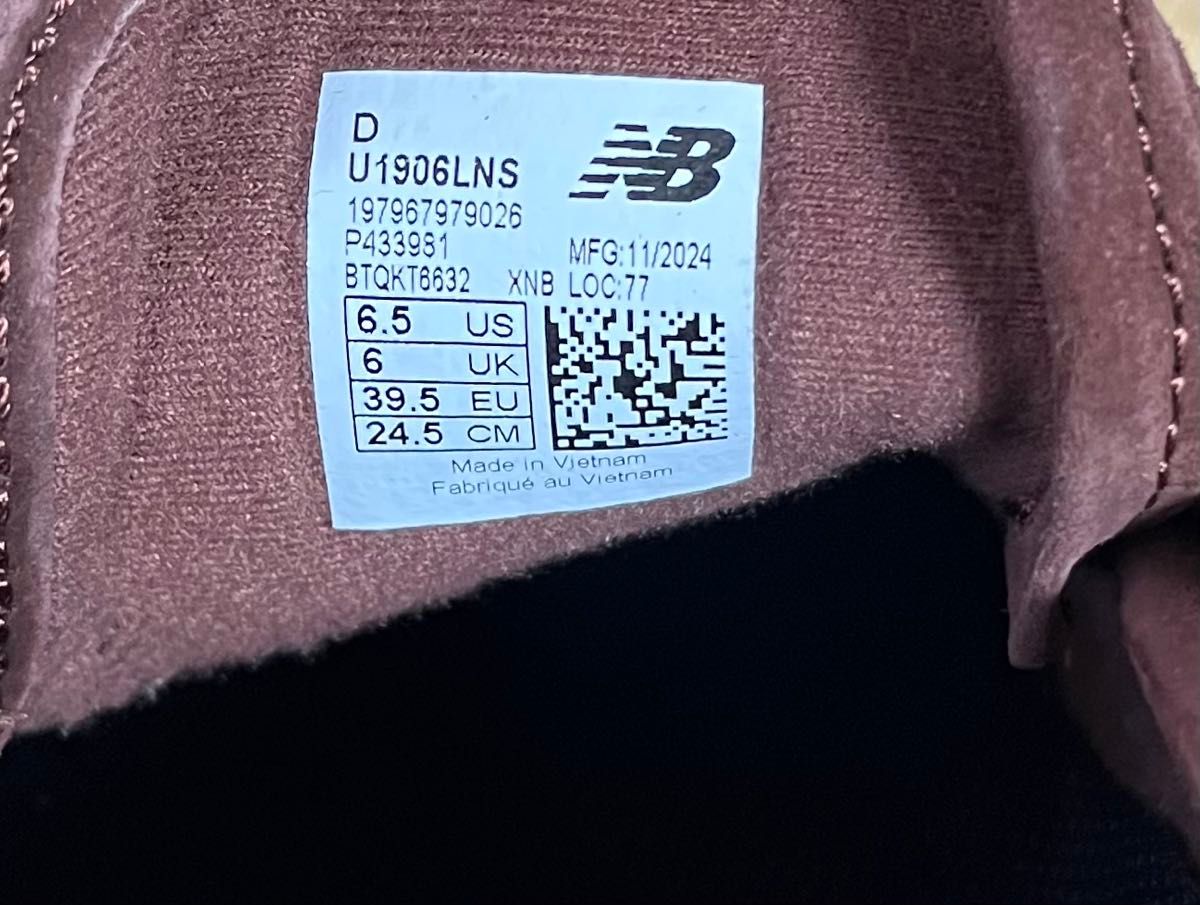 D
NB
U1906LNS
197967979026
P433981 MFG:11/2024
BTQKT6632 XNB LOC:77
6.5 US
6 UK
39.5 EU
24.5 CM
Made in Vietnam
Fabriqué au Vietnam